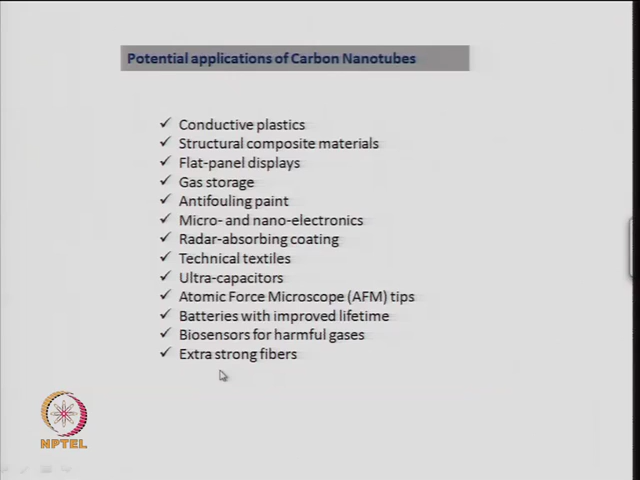 Potential applications of Carbon Nanotubes
Conductive plastics
Structural composite materials
Flat-panel displays
Gas storage
Antifouling paint
Micro- and nano-electronics
Radar-absorbing coating
Technical textiles
Ultra-capacitors
Atomic Force Microscope (AFM) tips
Batteries with improved lifetime
Biosensors for harmful gases
Extra strong fibers
NPTEL